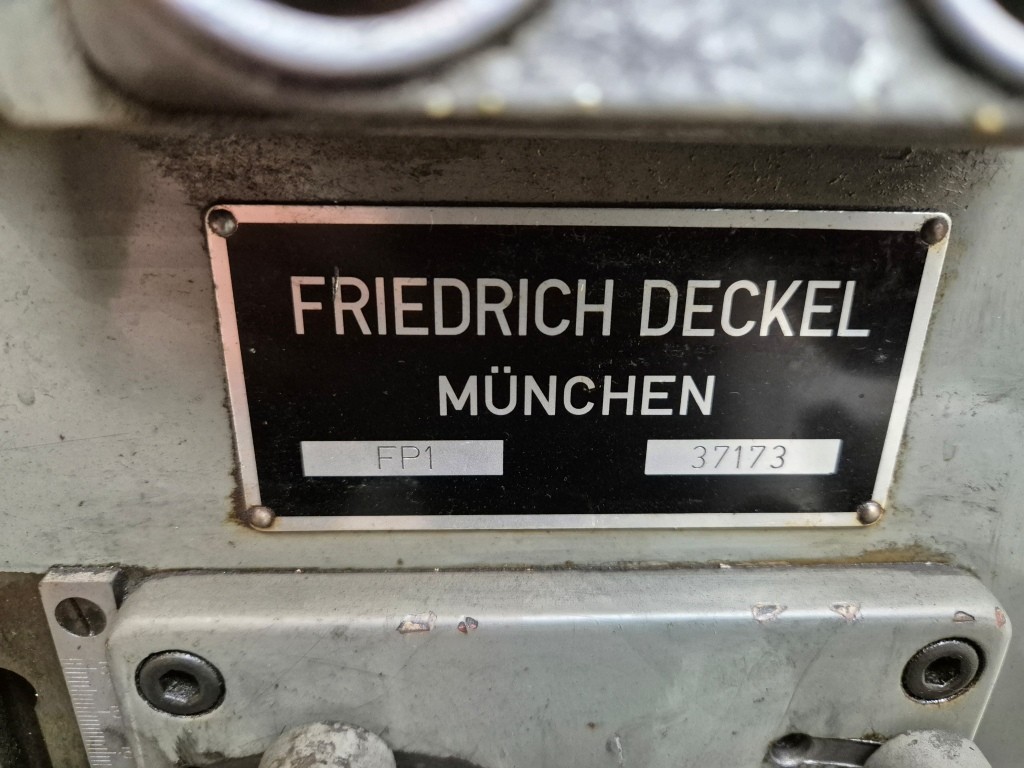 FRIEDRICH DECKEL
MÜNCHEN
FP1 37173